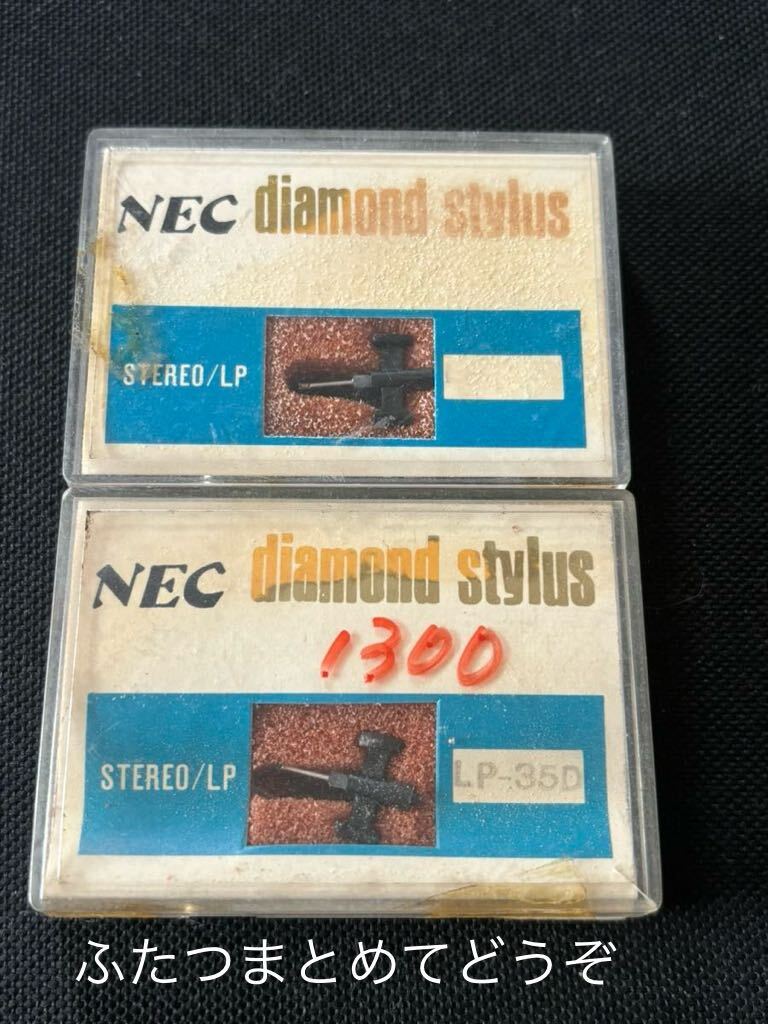 NEC diamond stylus
STEREO/LP
NEC diamond stylus
1300
STEREO/LP LP-35D
ふたつまとめてどうぞ